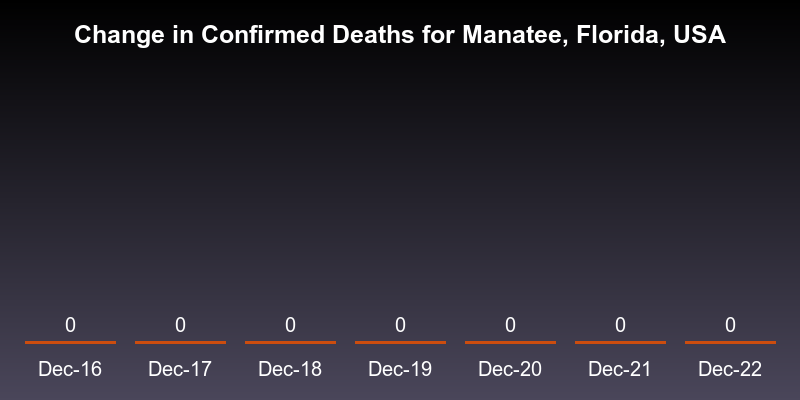 Change in Confirmed Deaths for Manatee, Florida, USA
0 0 0 0 0 0 0
Dec-16 Dec-17 Dec-18 Dec-19 Dec-20 Dec-21 Dec-22